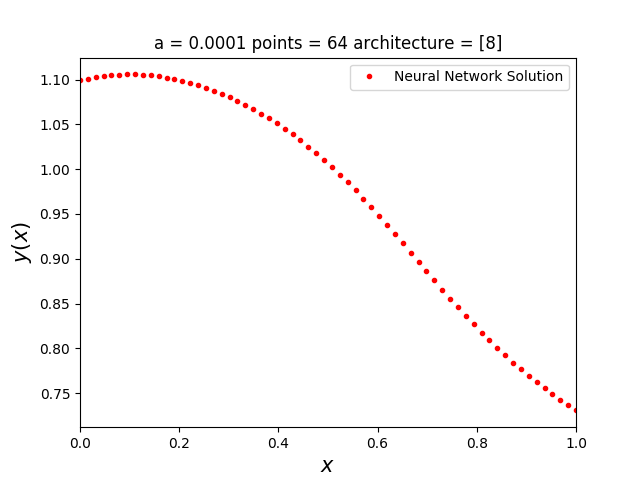 a = 0.0001 points = 64 architecture = [8]
Neural Network Solution
1.10
1.05
1.00
0.95
0.90
0.85
0.80
0.75
y(x)
0.0 0.2 0.4 0.6 0.8 1.0
x